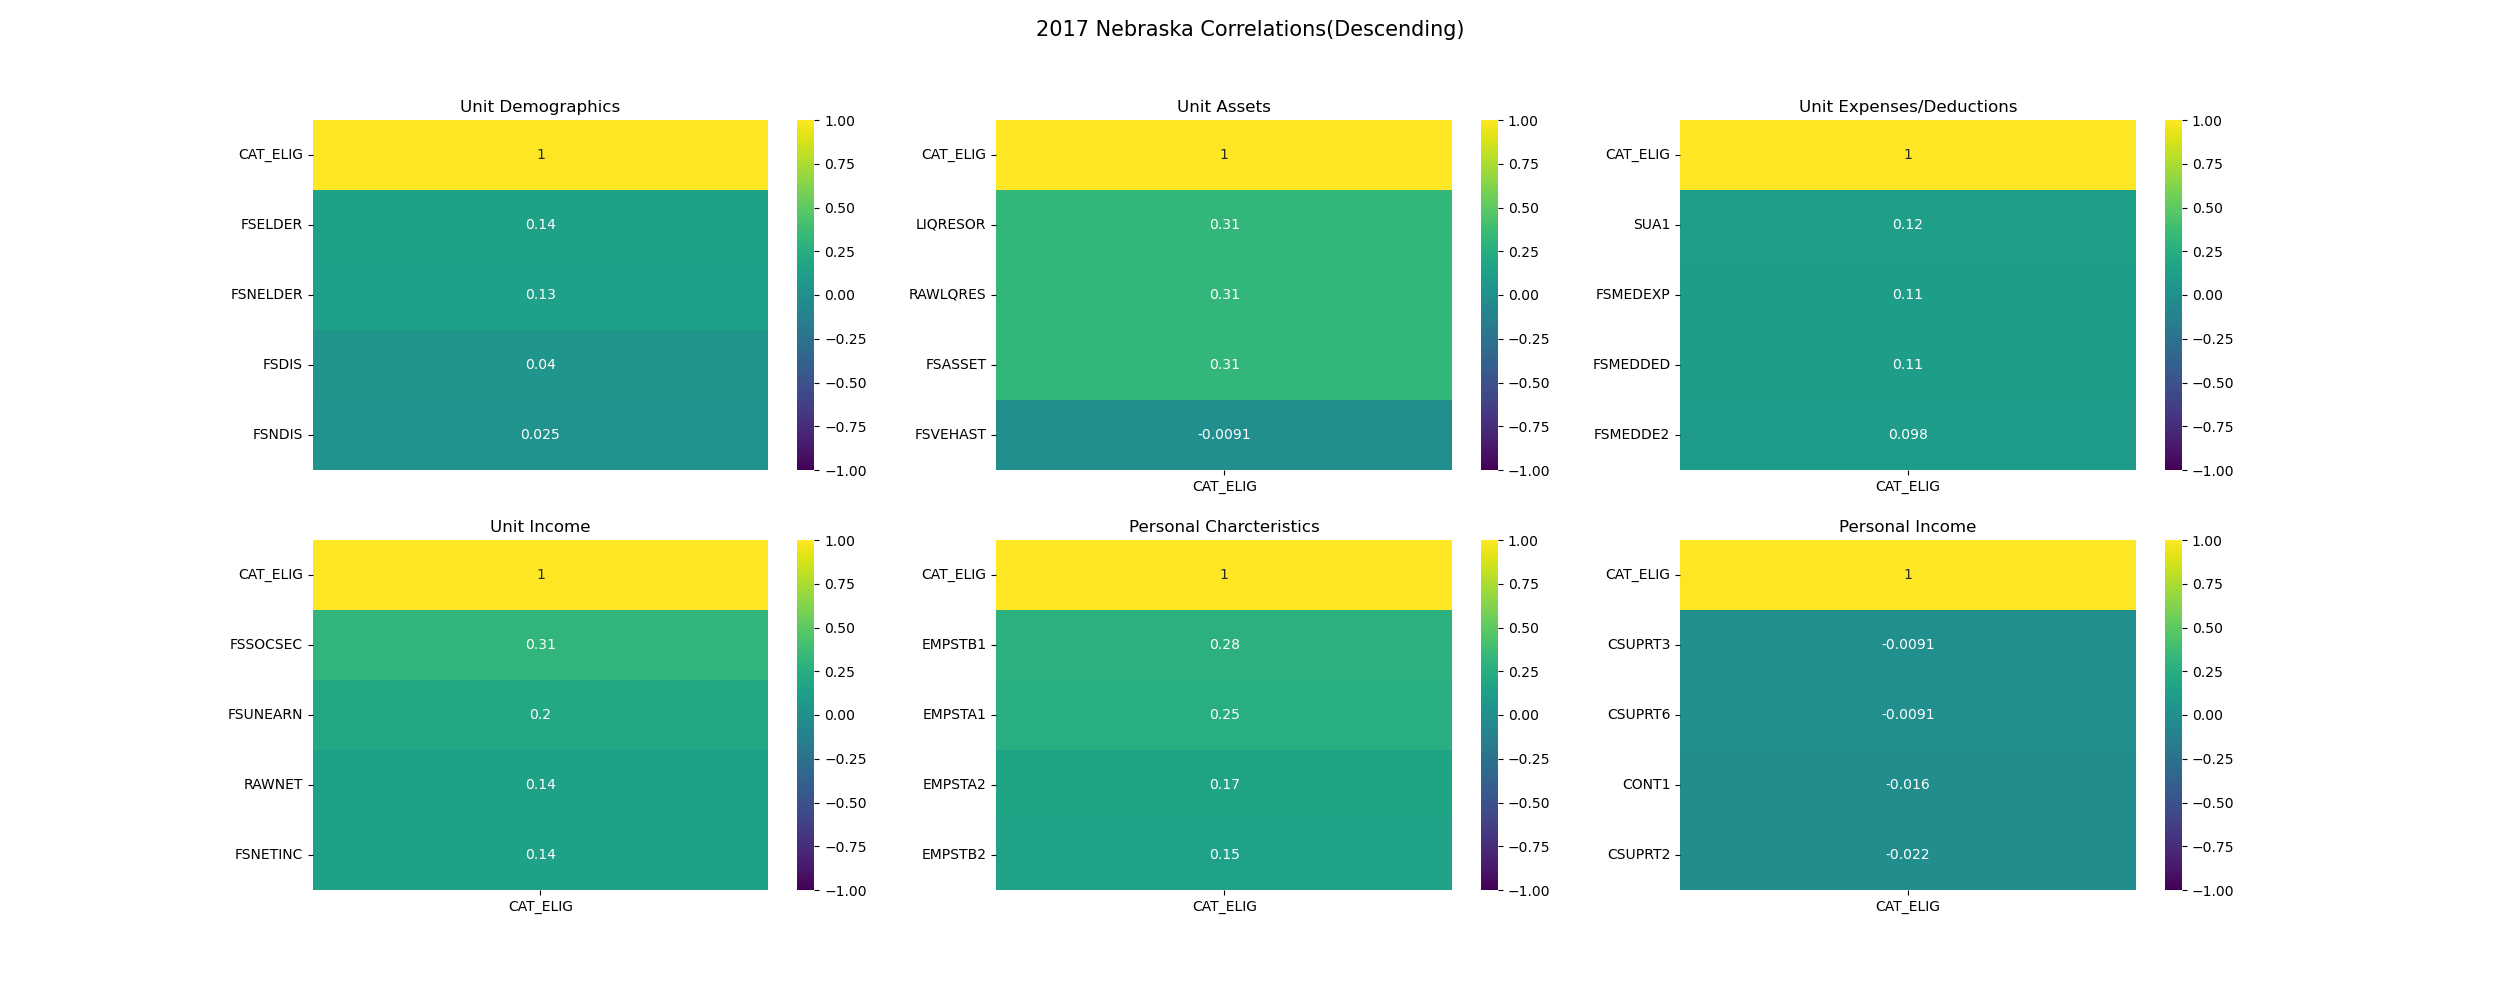 2017 Nebraska Correlations(Descending)
Unit Demographics
CAT_ELIG
1
FSELDER
0.14
FSNELDER
0.13
FSDIS
0.04
FSNDIS
0.025
1.00
0.75
0.50
0.25
0.00
−0.25
−0.50
−0.75
−1.00
Unit Assets
CAT_ELIG
1
LIQRESOR
0.31
RAWLQRES
0.31
FSASSET
0.31
FSVEHAST
-0.0091
CAT_ELIG
1.00
0.75
0.50
0.25
0.00
−0.25
−0.50
−0.75
−1.00
Unit Expenses/Deductions
CAT_ELIG
1
SUA1
0.12
FSMEDEXP
0.11
FSMEDDED
0.11
FSMEDDE2
0.098
CAT_ELIG
1.00
0.75
0.50
0.25
0.00
−0.25
−0.50
−0.75
−1.00
Unit Income
CAT_ELIG
1
FSSOCSEC
0.31
FSUNEARN
0.2
RAWNET
0.14
FSNETINC
0.14
CAT_ELIG
1.00
0.75
0.50
0.25
0.00
−0.25
−0.50
−0.75
−1.00
Personal Charcteristics
CAT_ELIG
1
EMPSTB1
0.28
EMPSTA1
0.25
EMPSTA2
0.17
EMPSTB2
0.15
CAT_ELIG
1.00
0.75
0.50
0.25
0.00
−0.25
−0.50
−0.75
−1.00
Personal Income
CAT_ELIG
1
CSUPRT3
-0.0091
CSUPRT6
-0.0091
CONT1
-0.016
CSUPRT2
-0.022
CAT_ELIG
1.00
0.75
0.50
0.25
0.00
−0.25
−0.50
−0.75
−1.00